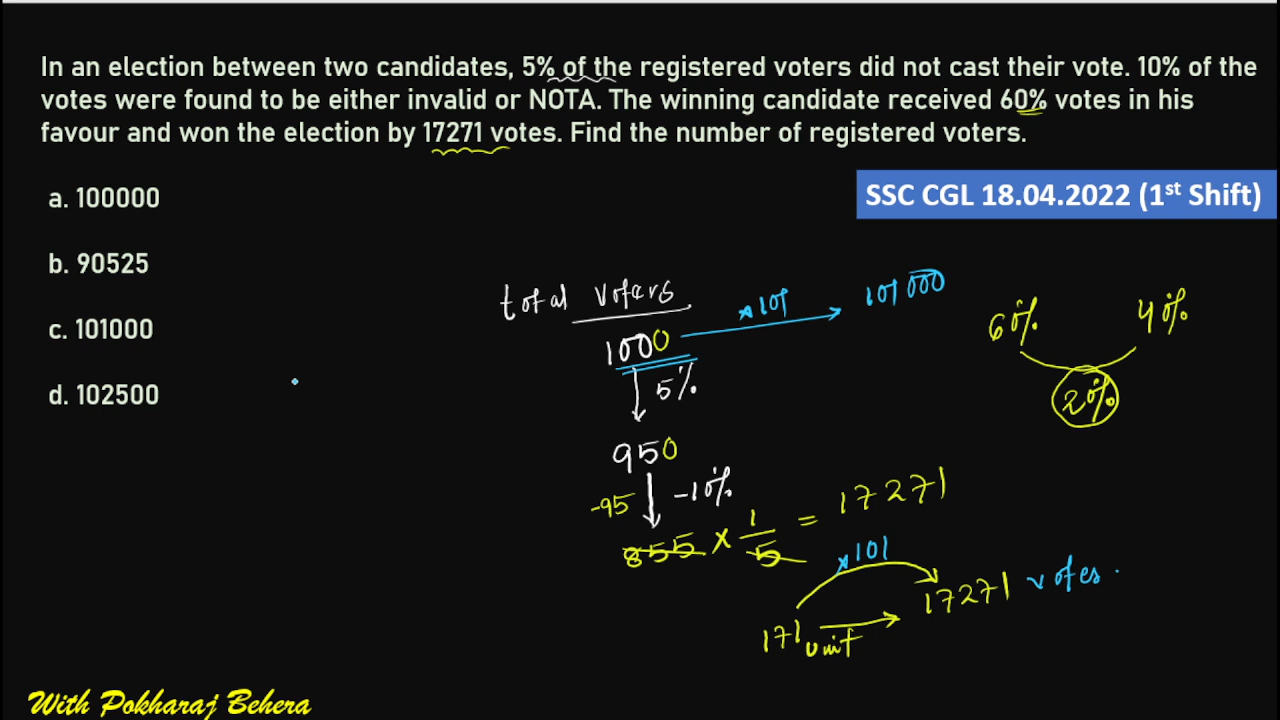 In an election between two candidates, 5% of the registered voters did not cast their vote. 10% of the
votes were found to be either invalid or NOTA. The winning candidate received 60% votes in his
favour and won the election by 17271 votes. Find the number of registered voters.
a. 100000
SSC CGL 18.04.2022 (1st Shift)
b. 90525
c. 101000
d. 102500
total voters
1000
×101
101000
60%
40%
20%
5%
950
-95
-10%
855 × 1/5 = 17271
×101
171 unit
17271 votes
With Pokharaj Behera